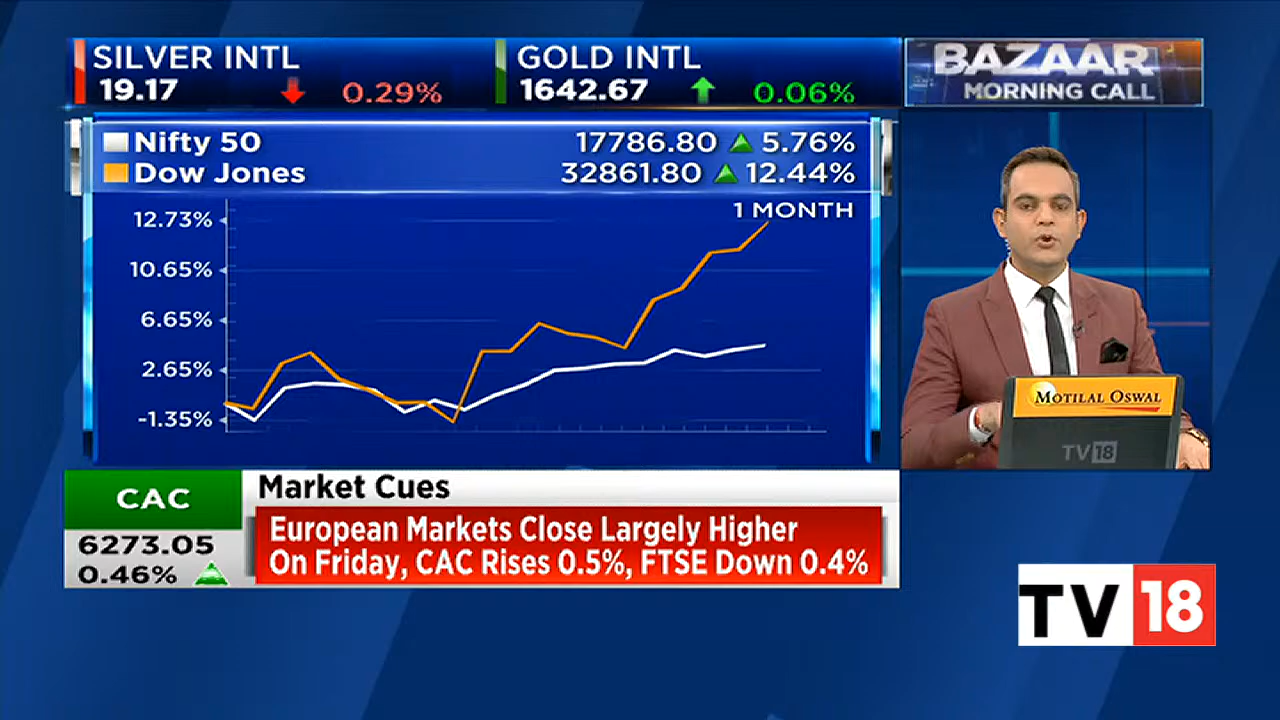 SILVER INTL
19.17 0.29%
GOLD INTL
1642.67 0.06%
BAZAAR
MORNING CALL
Nifty 50 17786.80 5.76%
Dow Jones 32861.80 12.44%
1 MONTH
12.73%
10.65%
6.65%
2.65%
-1.35%
MOTILAL OSWAL
TV18
CAC
6273.05
0.46%
Market Cues
European Markets Close Largely Higher
On Friday, CAC Rises 0.5%, FTSE Down 0.4%
TV18